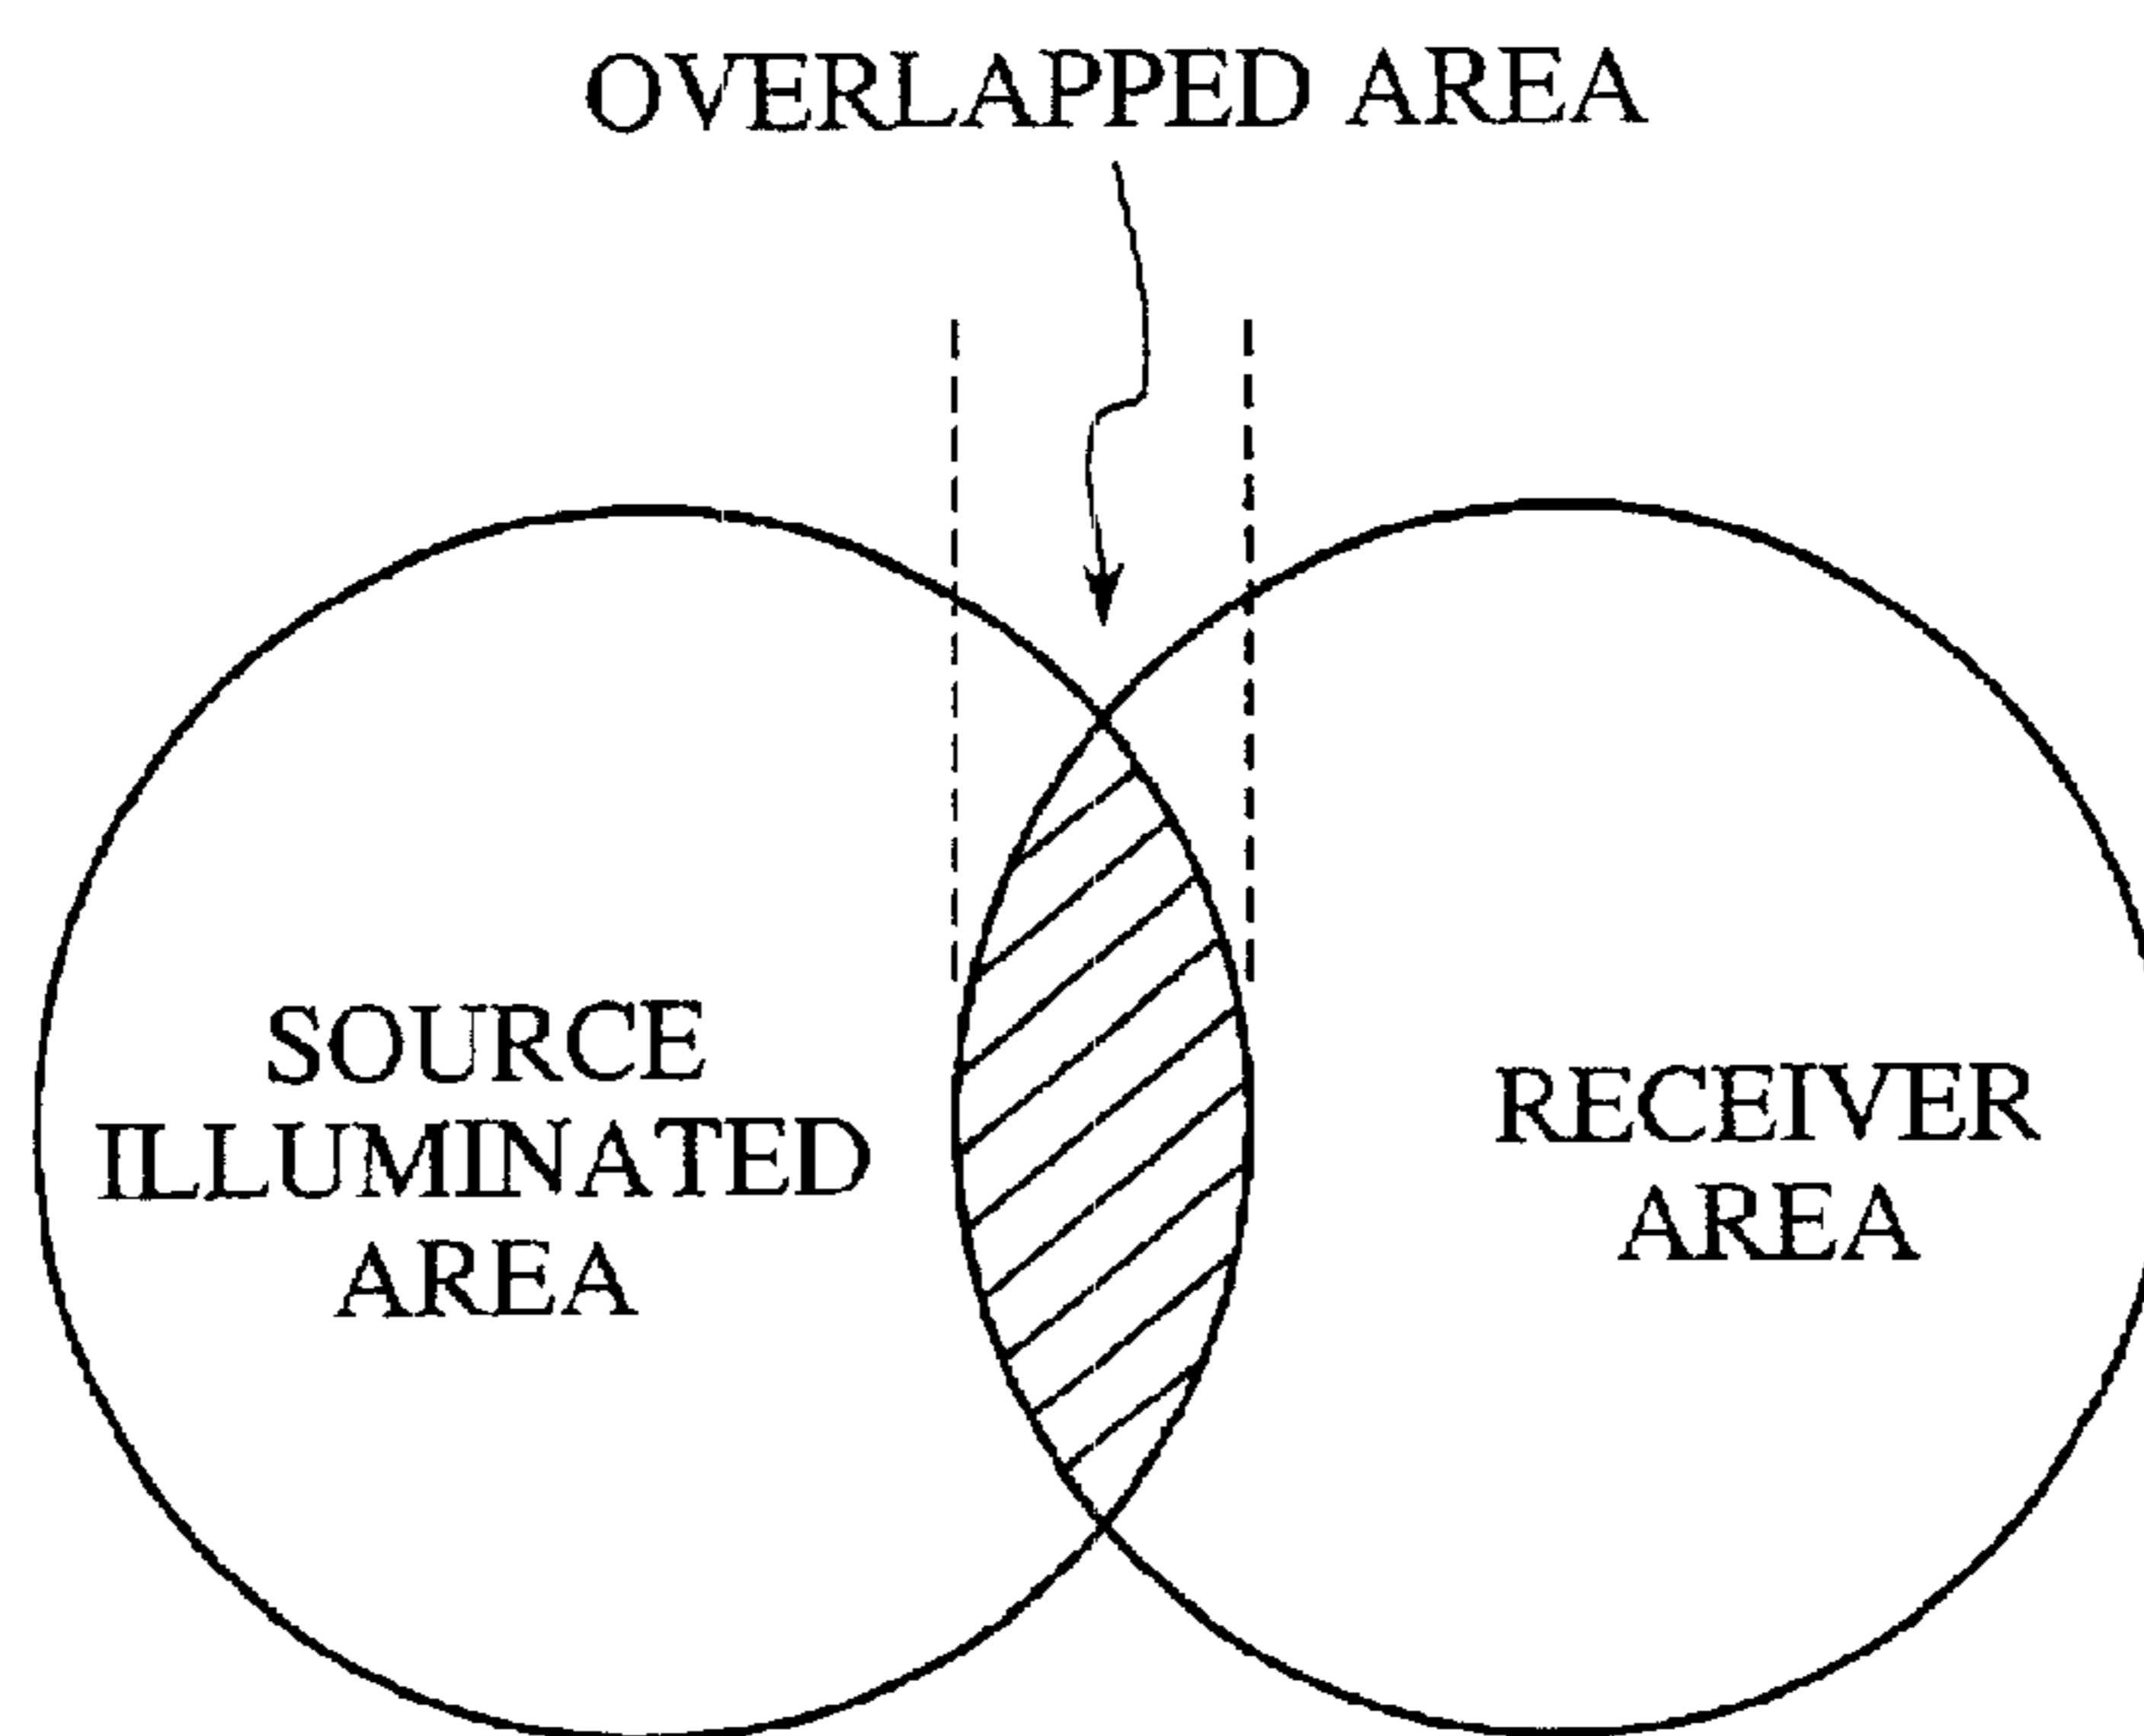 OVERLAPPED AREA
SOURCE
ILLUMINATED
AREA
RECEIVER
AREA